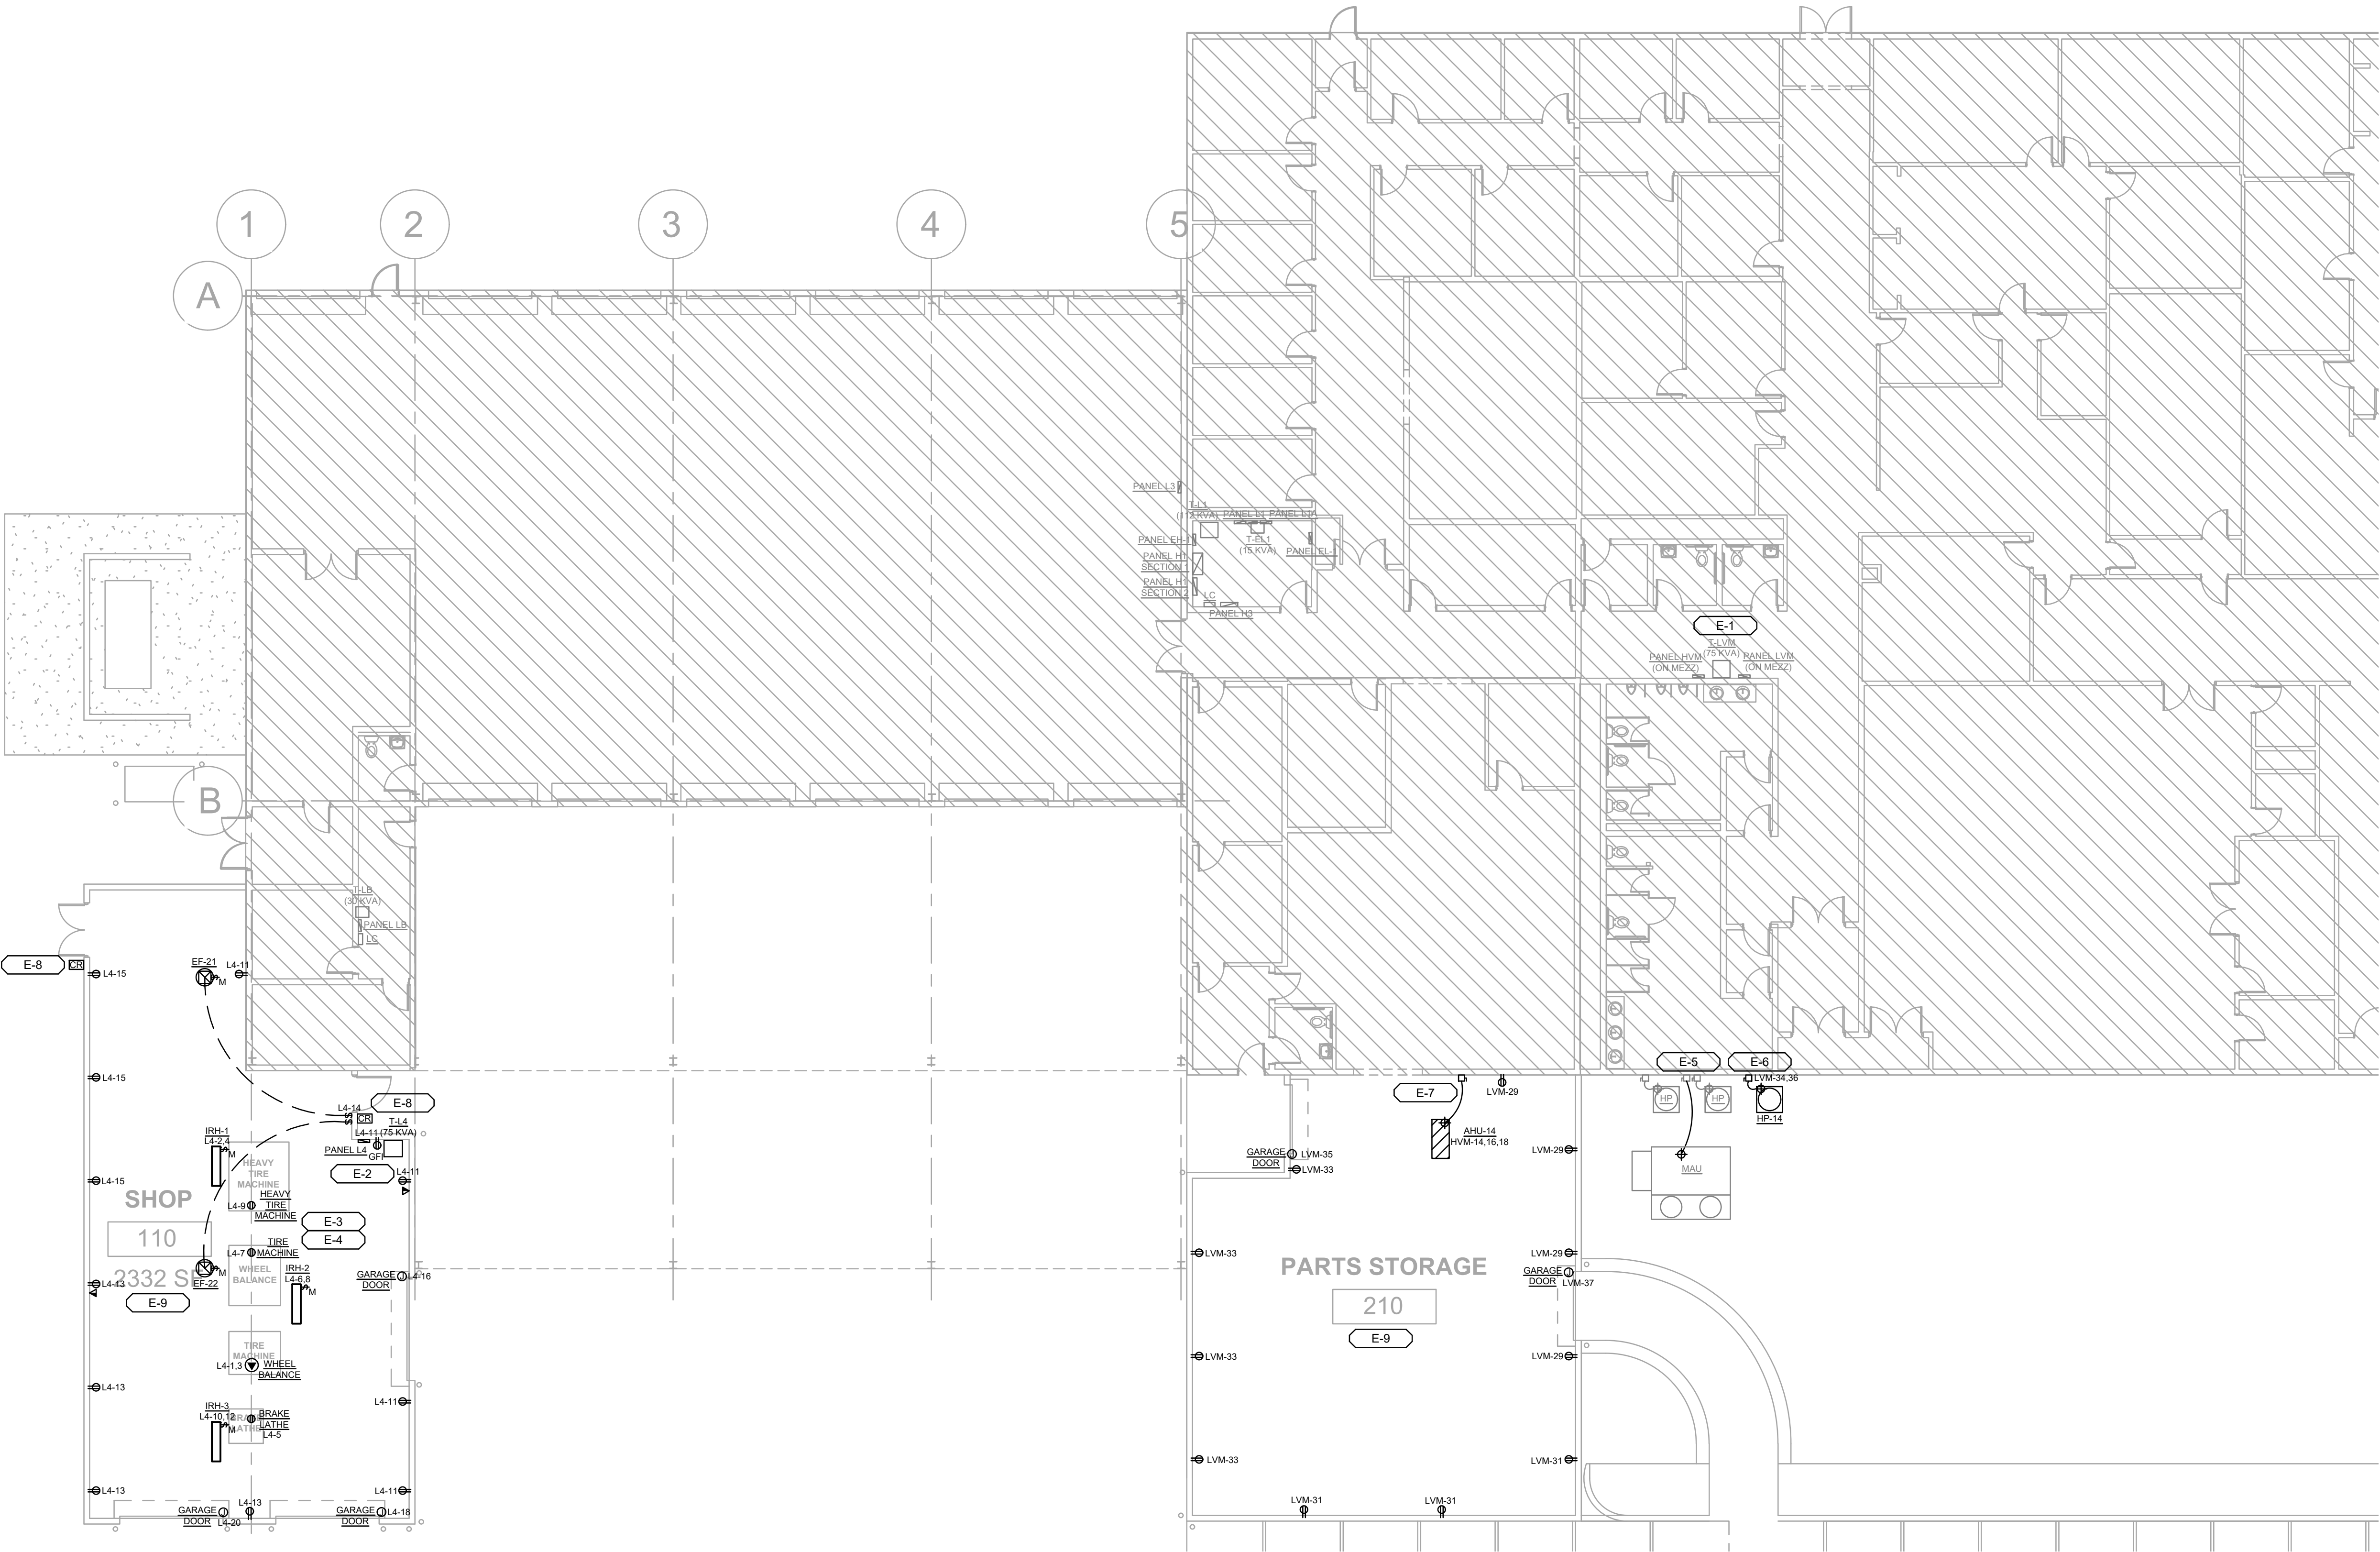 1
2
3
4
5
A
B
PANEL L3
T-L1
PANEL L1
PANEL EH-1
T-EL1
(15 KVA)
PANEL EL-1
PANEL H1
SECTION 1
PANEL H1
SECTION 2
LC
PANEL H3
E-1
T-LVM
(75 KVA)
PANEL HVM
(ON MEZZ)
PANEL LVM
(ON MEZZ)
T-LB
(30 KVA)
PANEL LB
LC
E-8
CR
L4-15
EF-21
M
L4-11
L4-15
L4-14
E-8
CR
T-L4
(75 KVA)
L4-11
PANEL L4
GFI
E-2
L4-11
IRH-1
L4-2,4
M
HEAVY
TIRE
MACHINE
L4-15
SHOP
110
2332 SF
L4-9
HEAVY
TIRE
MACHINE
E-3
E-4
L4-7
TIRE
MACHINE
WHEEL
BALANCE
M
EF-22
L4-13
E-9
IRH-2
L4-6,8
M
GARAGE
DOOR
L4-16
TIRE
MACHINE
L4-1,3
WHEEL
BALANCE
L4-13
L4-11
IRH-3
L4-10,12
M
BRAKE
LATHE
BRAKE
LATHE
L4-5
L4-13
L4-11
GARAGE
DOOR
L4-20
L4-13
GARAGE
DOOR
L4-18
E-7
LVM-29
E-5
E-6
LVM-34,36
HP
HP
HP-14
AHU-14
HVM-14,16,18
GARAGE
DOOR
LVM-35
LVM-33
LVM-29
MAU
LVM-33
LVM-29
PARTS STORAGE
210
E-9
GARAGE
DOOR
LVM-37
LVM-33
LVM-29
LVM-33
LVM-31
LVM-31
LVM-31